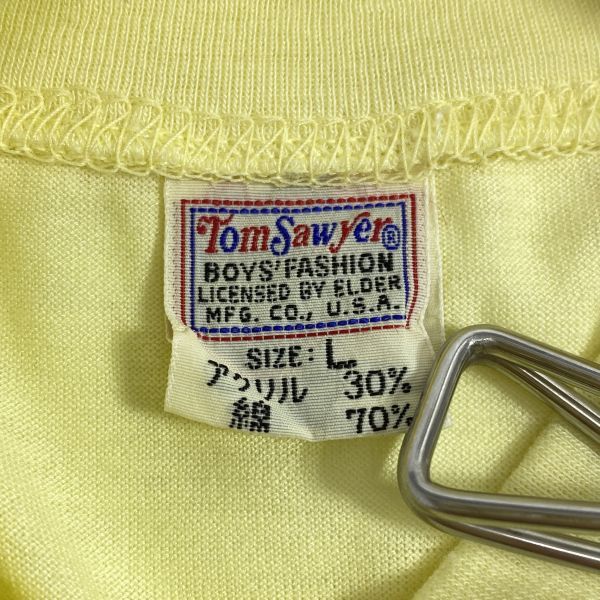 Tom Sawyer®
BOYS' FASHION
LICENSED BY ELDER
MFG. CO., U.S.A.
SIZE: L
アクリル 30%
綿 70%